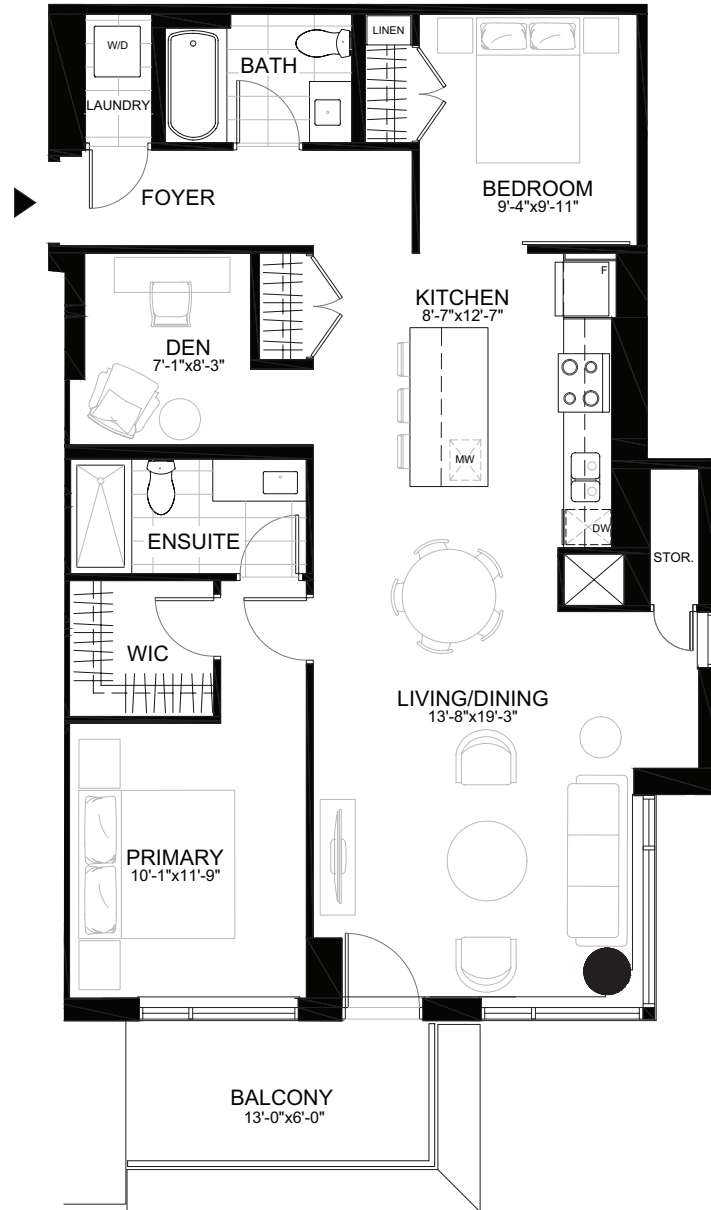 W/D
LAUNDRY
BATH
LINEN
BEDROOM
9'-4"x9'-11"
FOYER
KITCHEN
8'-7"x12'-7"
F
DEN
7'-1"x8'-3"
MW
DW
ENSUITE
STOR.
WIC
LIVING/DINING
13'-8"x19'-3"
PRIMARY
10'-1"x11'-9"
BALCONY
13'-0"x6'-0"